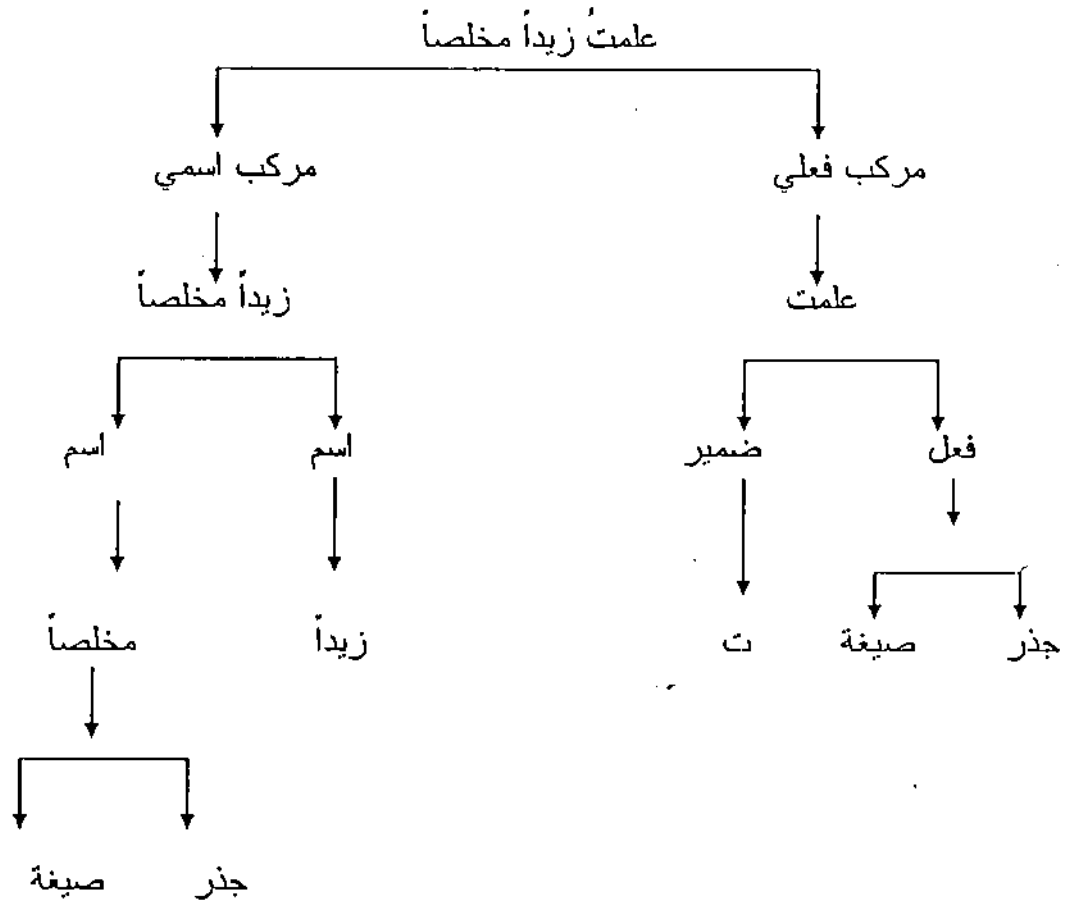 علمتُ زيداً مخلصاً
مركب فعلي مركب اسمي
علمت زيداً مخلصاً
فعل ضمير اسم اسم
جذر صيغة ت زيداً مخلصاً
جذر صيغة